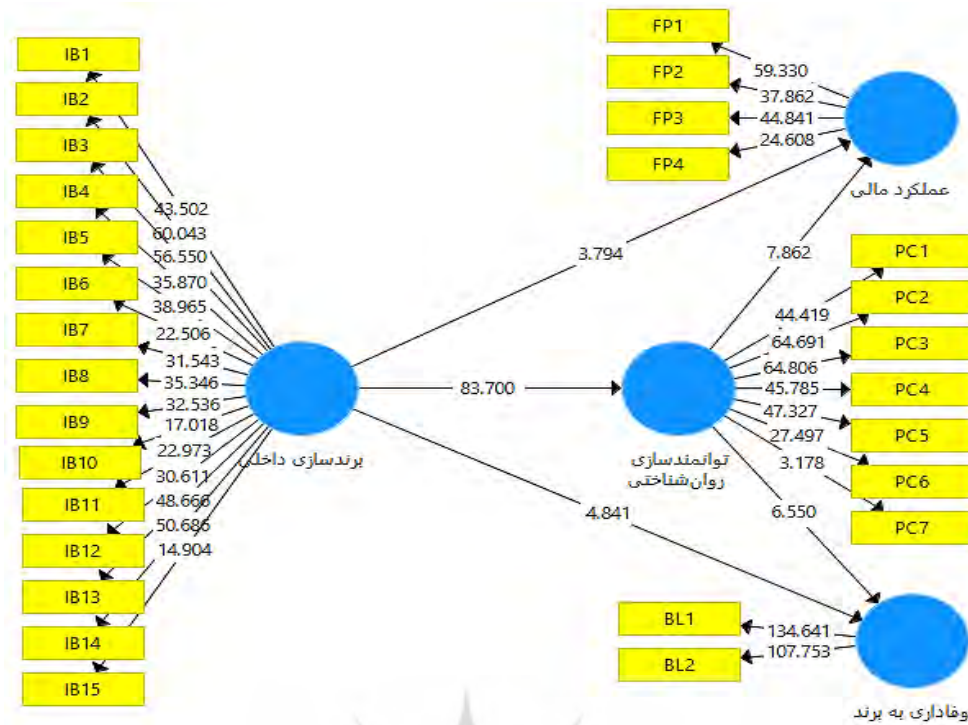 IB1
IB2
IB3
IB4
IB5
IB6
IB7
IB8
IB9
IB10
IB11
IB12
IB13
IB14
IB15
43.502
60.043
56.550
35.870
38.965
22.506
31.543
35.346
32.536
17.018
22.973
30.611
48.666
50.686
14.904
برندسازی داخلی
3.794
83.700
4.841
FP1
FP2
FP3
FP4
59.330
37.862
44.841
24.608
عملکرد مالی
7.862
توانمندسازی
روان‌شناختی
6.550
44.419
64.691
64.806
45.785
47.327
27.497
3.178
PC1
PC2
PC3
PC4
PC5
PC6
PC7
BL1
BL2
134.641
107.753
وفاداری به برند